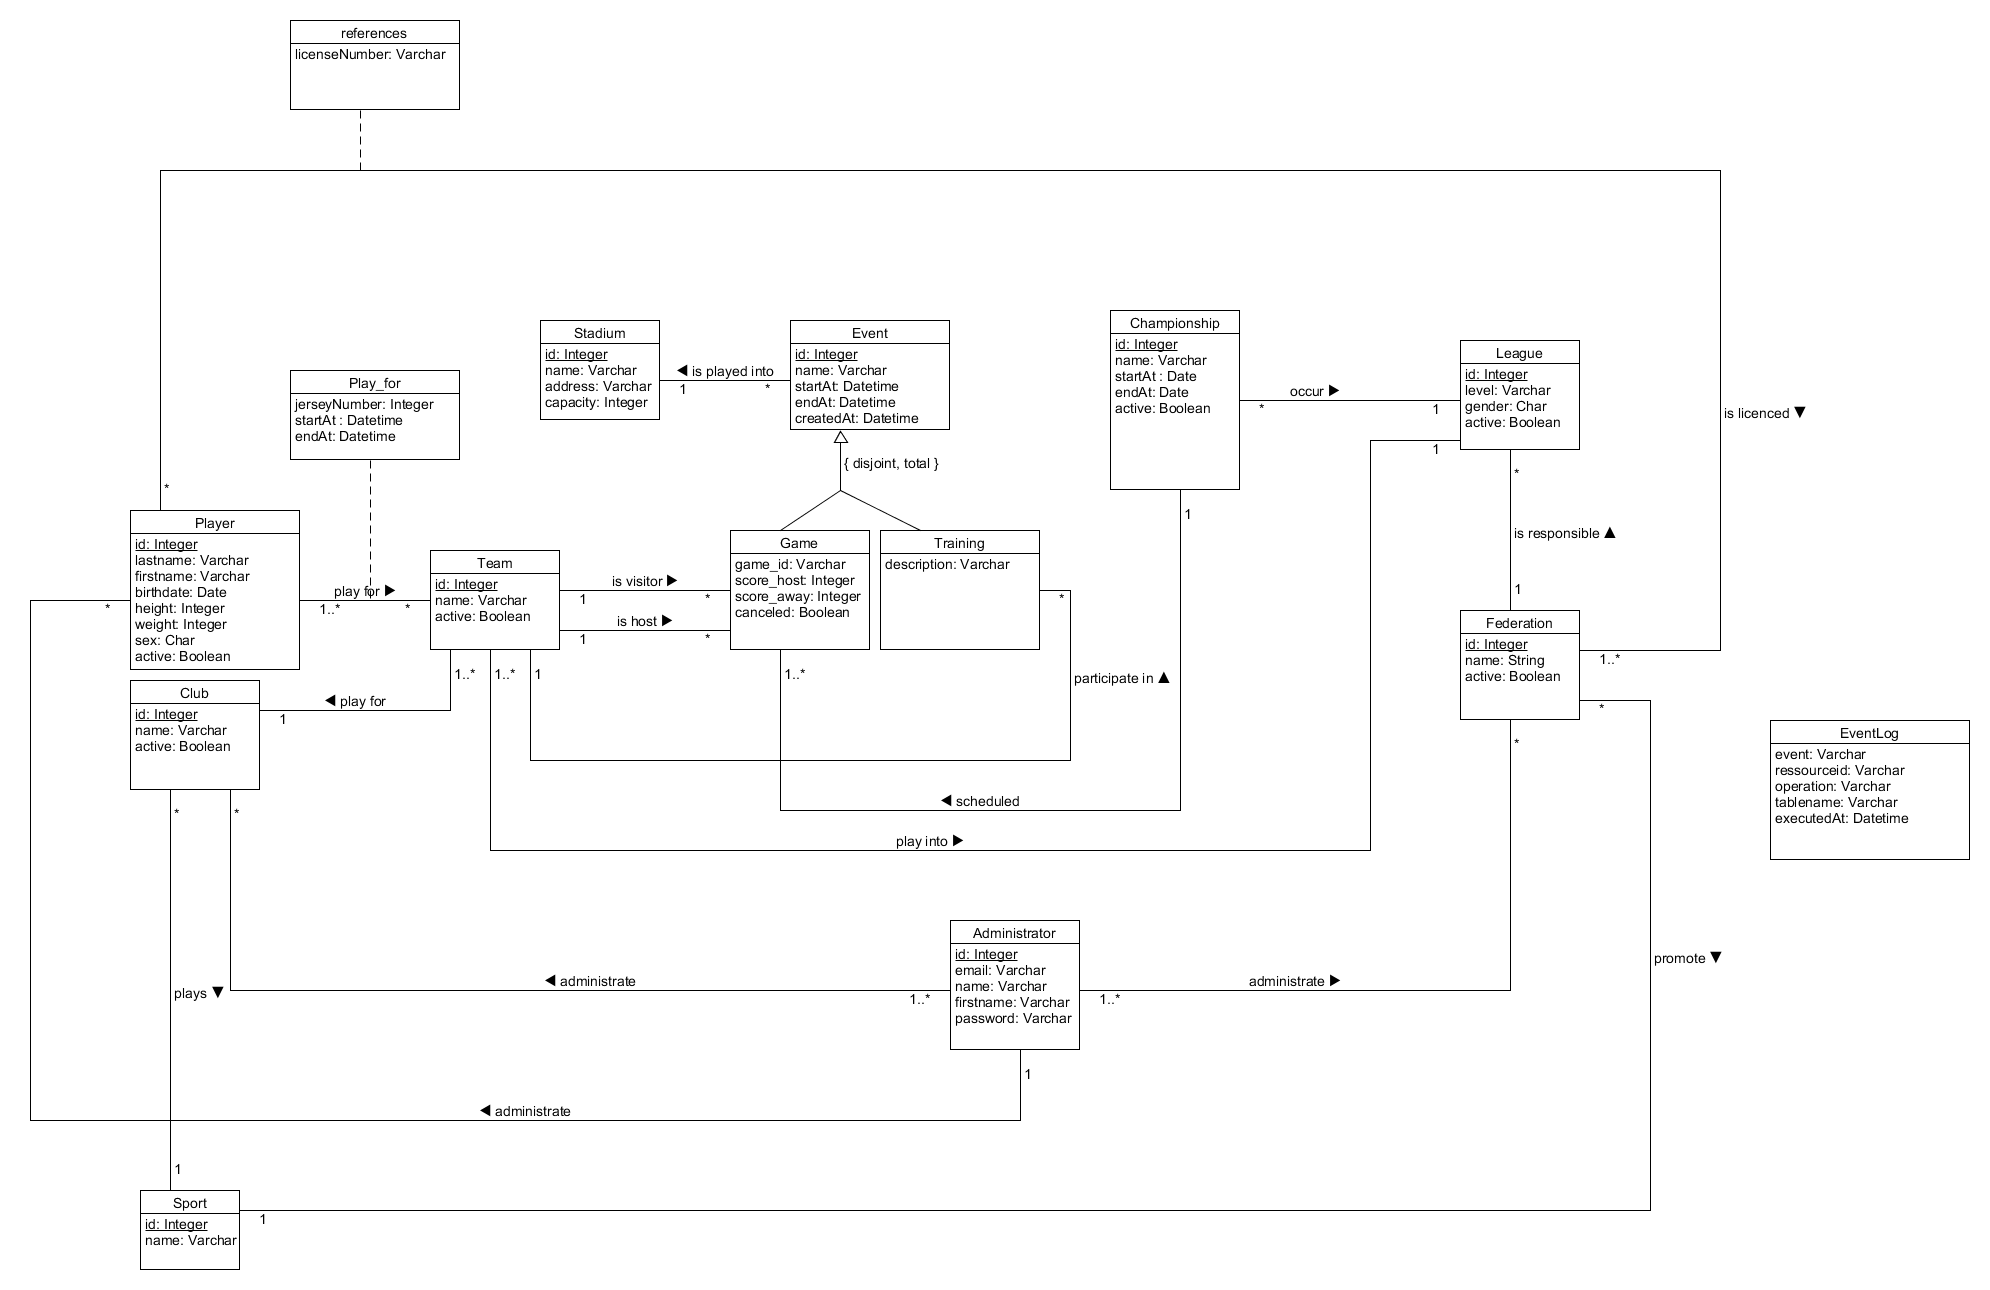 references
licenseNumber: Varchar
is licenced ▼
*
1..*
Stadium
id: Integer
name: Varchar
address: Varchar
capacity: Integer
◀ is played into
1
*
Event
id: Integer
name: Varchar
startAt: Datetime
endAt: Datetime
createdAt: Datetime
{ disjoint, total }
Championship
id: Integer
name: Varchar
startAt : Date
endAt: Date
active: Boolean
occur ▶
*
1
League
id: Integer
level: Varchar
gender: Char
active: Boolean
1
*
is responsible ▲
1
Play_for
jerseyNumber: Integer
startAt : Datetime
endAt: Datetime
Player
id: Integer
lastname: Varchar
firstname: Varchar
birthdate: Date
height: Integer
weight: Integer
sex: Char
active: Boolean
*
play for ▶
1..*
*
Team
id: Integer
name: Varchar
active: Boolean
is visitor ▶
1
*
is host ▶
1
*
Game
game_id: Varchar
score_host: Integer
score_away: Integer
canceled: Boolean
Training
description: Varchar
*
1
participate in ▲
Federation
id: Integer
name: String
active: Boolean
*
*
1..*
1..*
1
1..*
◀ play for
1
Club
id: Integer
name: Varchar
active: Boolean
*
*
◀ scheduled
play into ▶
EventLog
event: Varchar
ressourceid: Varchar
operation: Varchar
tablename: Varchar
executedAt: Datetime
Administrator
id: Integer
email: Varchar
name: Varchar
firstname: Varchar
password: Varchar
◀ administrate
1..*
administrate ▶
1..*
promote ▼
plays ▼
1
◀ administrate
1
Sport
id: Integer
name: Varchar
1